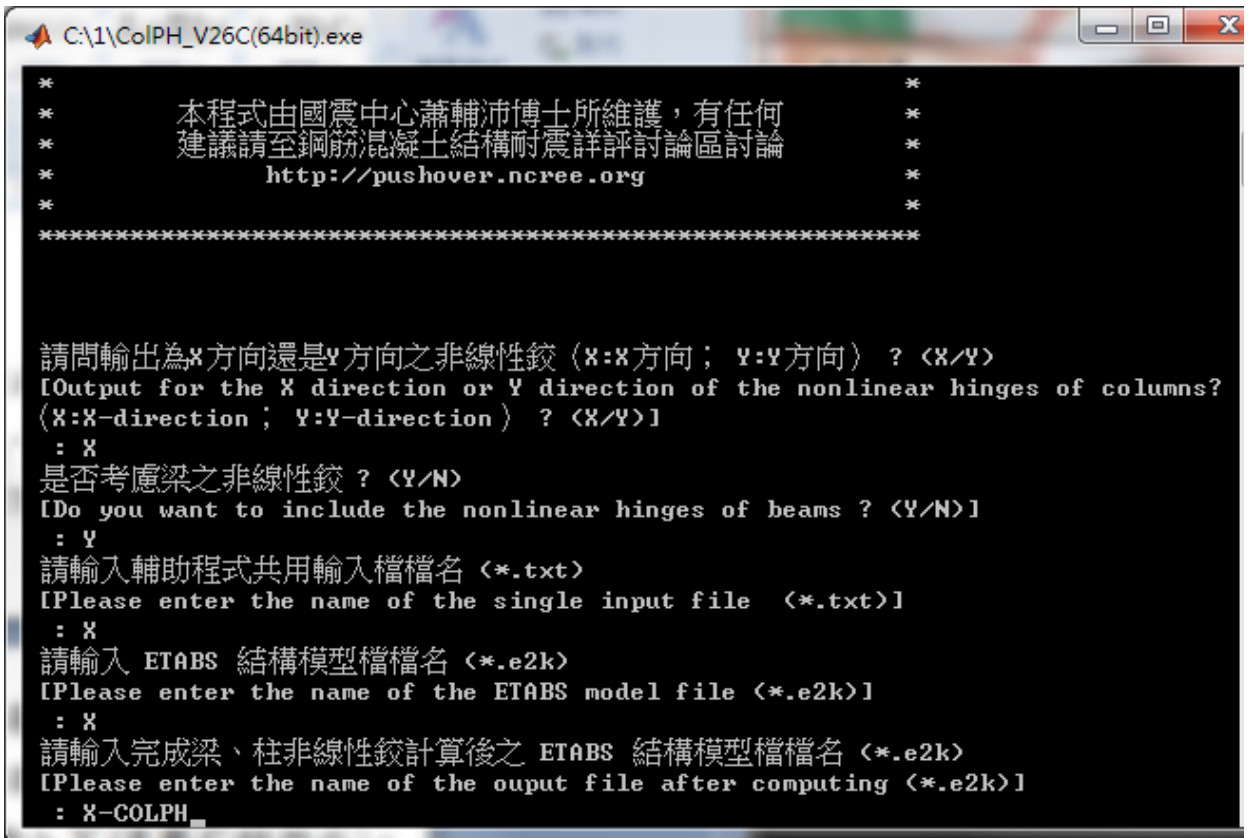 C:\1\ColPH_V26C(64bit).exe
* *
* 本程式由國震中心蕭輔沛博士所維護，有任何 *
* 建議請至鋼筋混凝土結構耐震詳評討論區討論 *
* http://pushover.ncree.org *
* *
**********************************************************
請問輸出為X方向還是Y方向之非線性鉸（X:X方向； Y:Y方向） ? (X/Y)
[Output for the X direction or Y direction of the nonlinear hinges of columns?
（X:X-direction； Y:Y-direction） ? (X/Y)]
: X
是否考慮梁之非線性鉸 ? (Y/N)
[Do you want to include the nonlinear hinges of beams ? (Y/N)]
: Y
請輸入輔助程式共用輸入檔檔名 (*.txt)
[Please enter the name of the single input file (*.txt)]
: X
請輸入 ETABS 結構模型檔檔名 (*.e2k)
[Please enter the name of the ETABS model file (*.e2k)]
: X
請輸入完成梁、柱非線性鉸計算後之 ETABS 結構模型檔檔名 (*.e2k)
[Please enter the name of the ouput file after computing (*.e2k)]
: X-COLPH_